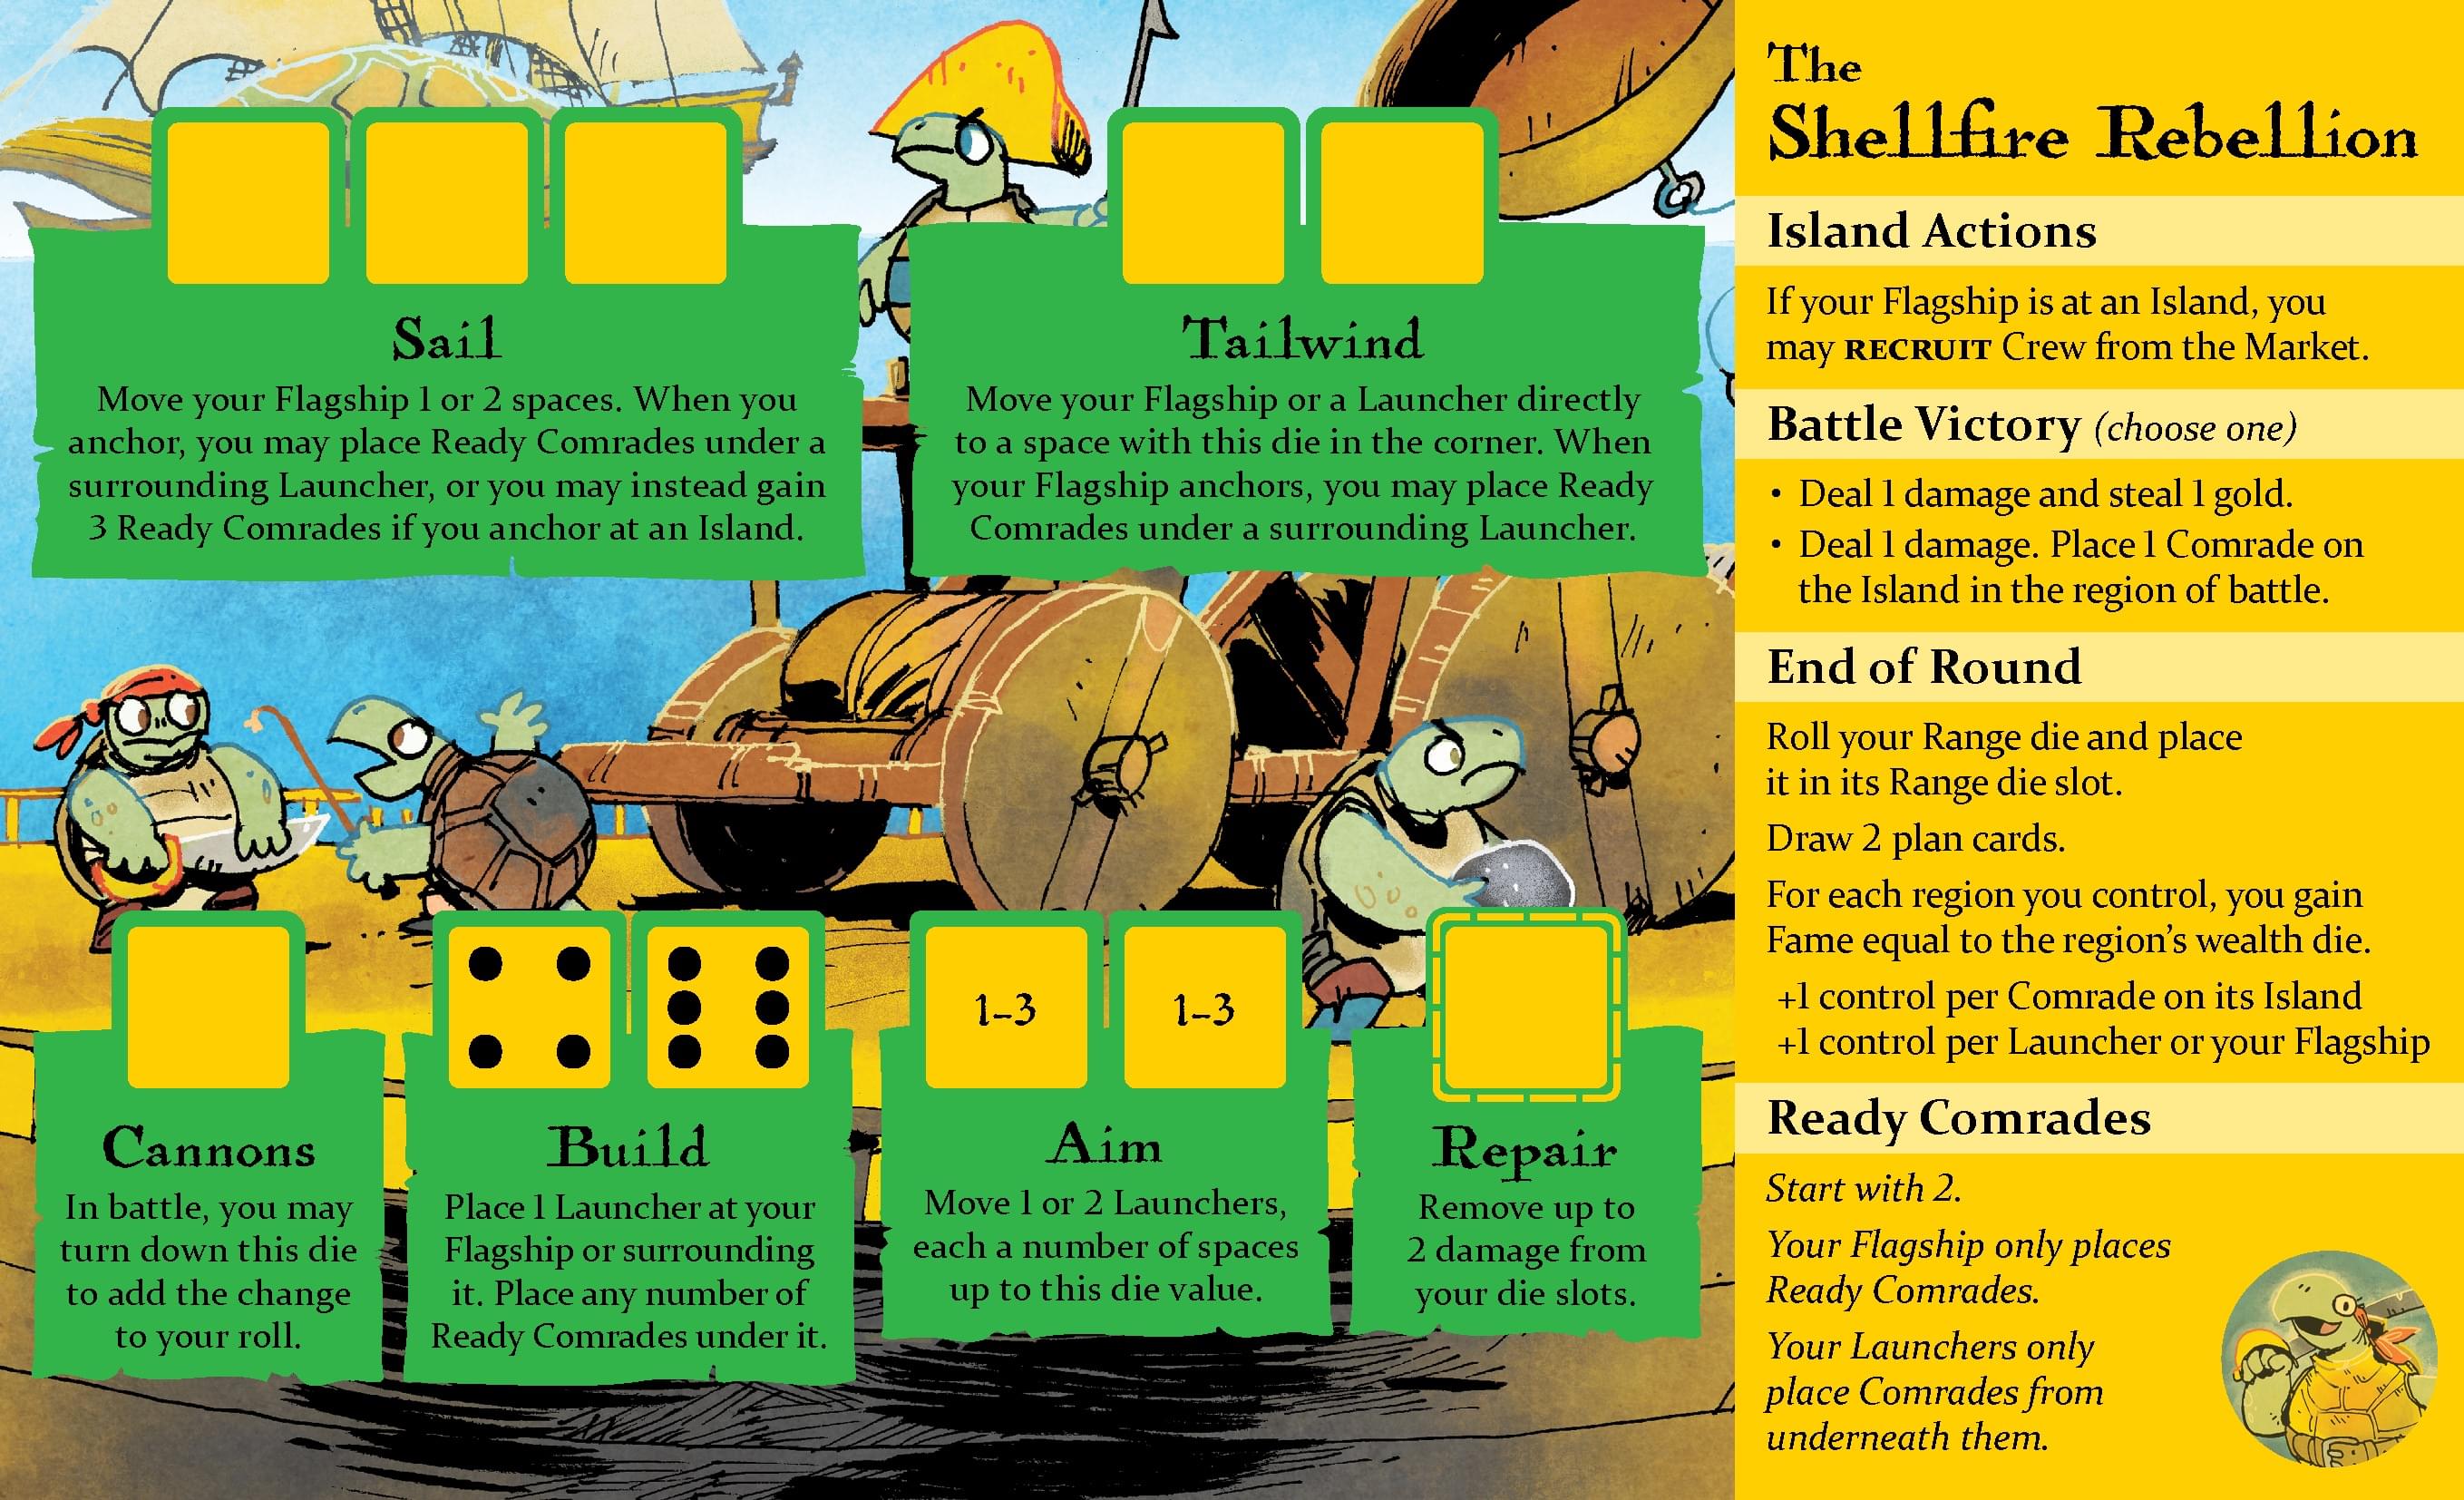 Sail
Move your Flagship 1 or 2 spaces. When you
anchor, you may place Ready Comrades under a
surrounding Launcher, or you may instead gain
3 Ready Comrades if you anchor at an Island.
Tailwind
Move your Flagship or a Launcher directly
to a space with this die in the corner. When
your Flagship anchors, you may place Ready
Comrades under a surrounding Launcher.
Cannons
In battle, you may
turn down this die
to add the change
to your roll.
Build
Place 1 Launcher at your
Flagship or surrounding
it. Place any number of
Ready Comrades under it.
1–3
1–3
Aim
Move 1 or 2 Launchers,
each a number of spaces
up to this die value.
Repair
Remove up to
2 damage from
your die slots.
The
Shellfire Rebellion
Island Actions
If your Flagship is at an Island, you
may RECRUIT Crew from the Market.
Battle Victory (choose one)
• Deal 1 damage and steal 1 gold.
• Deal 1 damage. Place 1 Comrade on
the Island in the region of battle.
End of Round
Roll your Range die and place
it in its Range die slot.
Draw 2 plan cards.
For each region you control, you gain
Fame equal to the region’s wealth die.
+1 control per Comrade on its Island
+1 control per Launcher or your Flagship
Ready Comrades
Start with 2.
Your Flagship only places
Ready Comrades.
Your Launchers only
place Comrades from
underneath them.